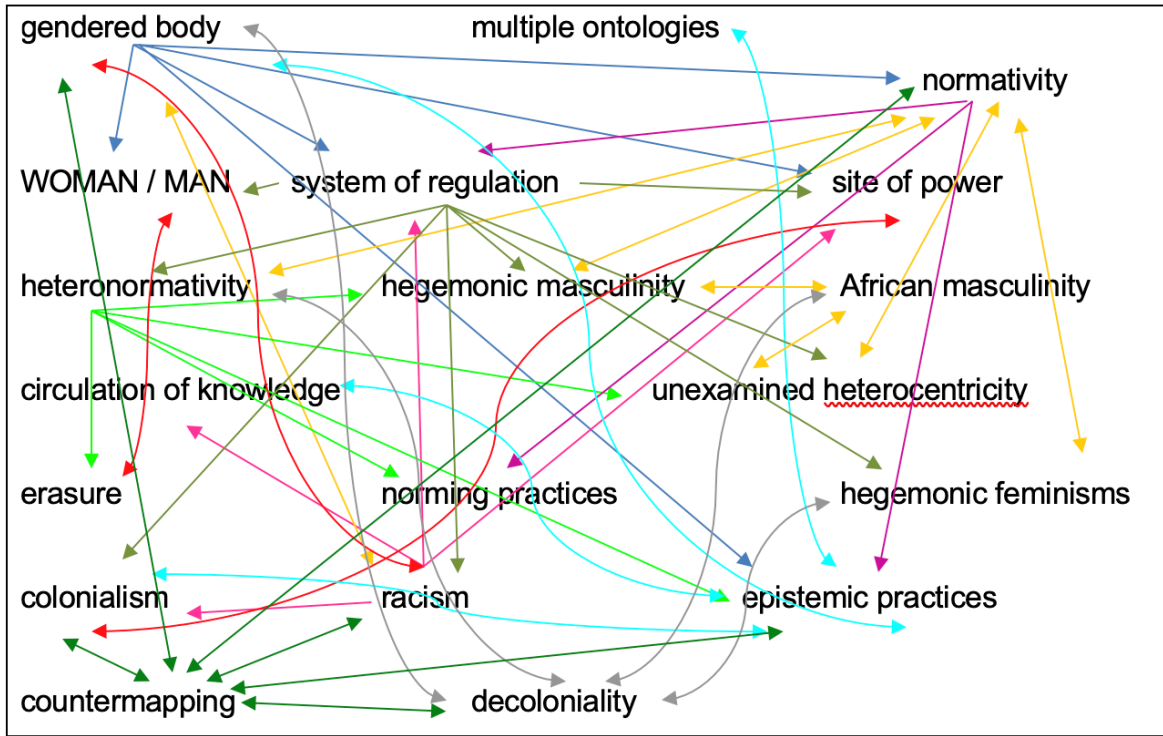 gendered body multiple ontologies
normativity
WOMAN / MAN system of regulation site of power
heteronormativity hegemonic masculinity African masculinity
circulation of knowledge unexamined heterocentricity
erasure norming practices hegemonic feminisms
colonialism racism epistemic practices
countermapping decoloniality